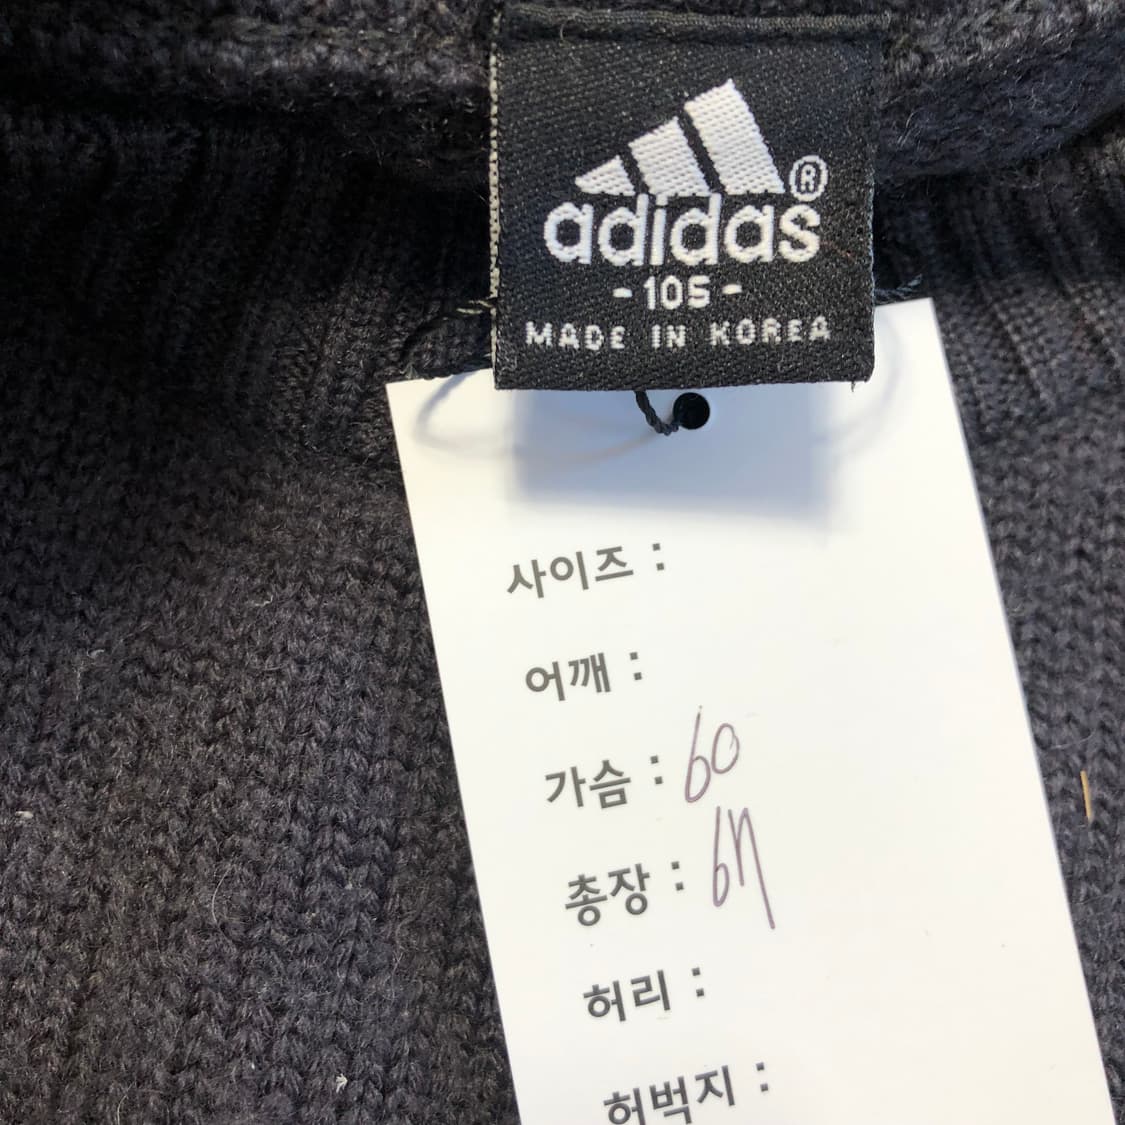 adidas®
- 105 -
MADE IN KOREA
사이즈 :
어깨 :
가슴 : 60
총장 : 67
허리 :
허벅지 :